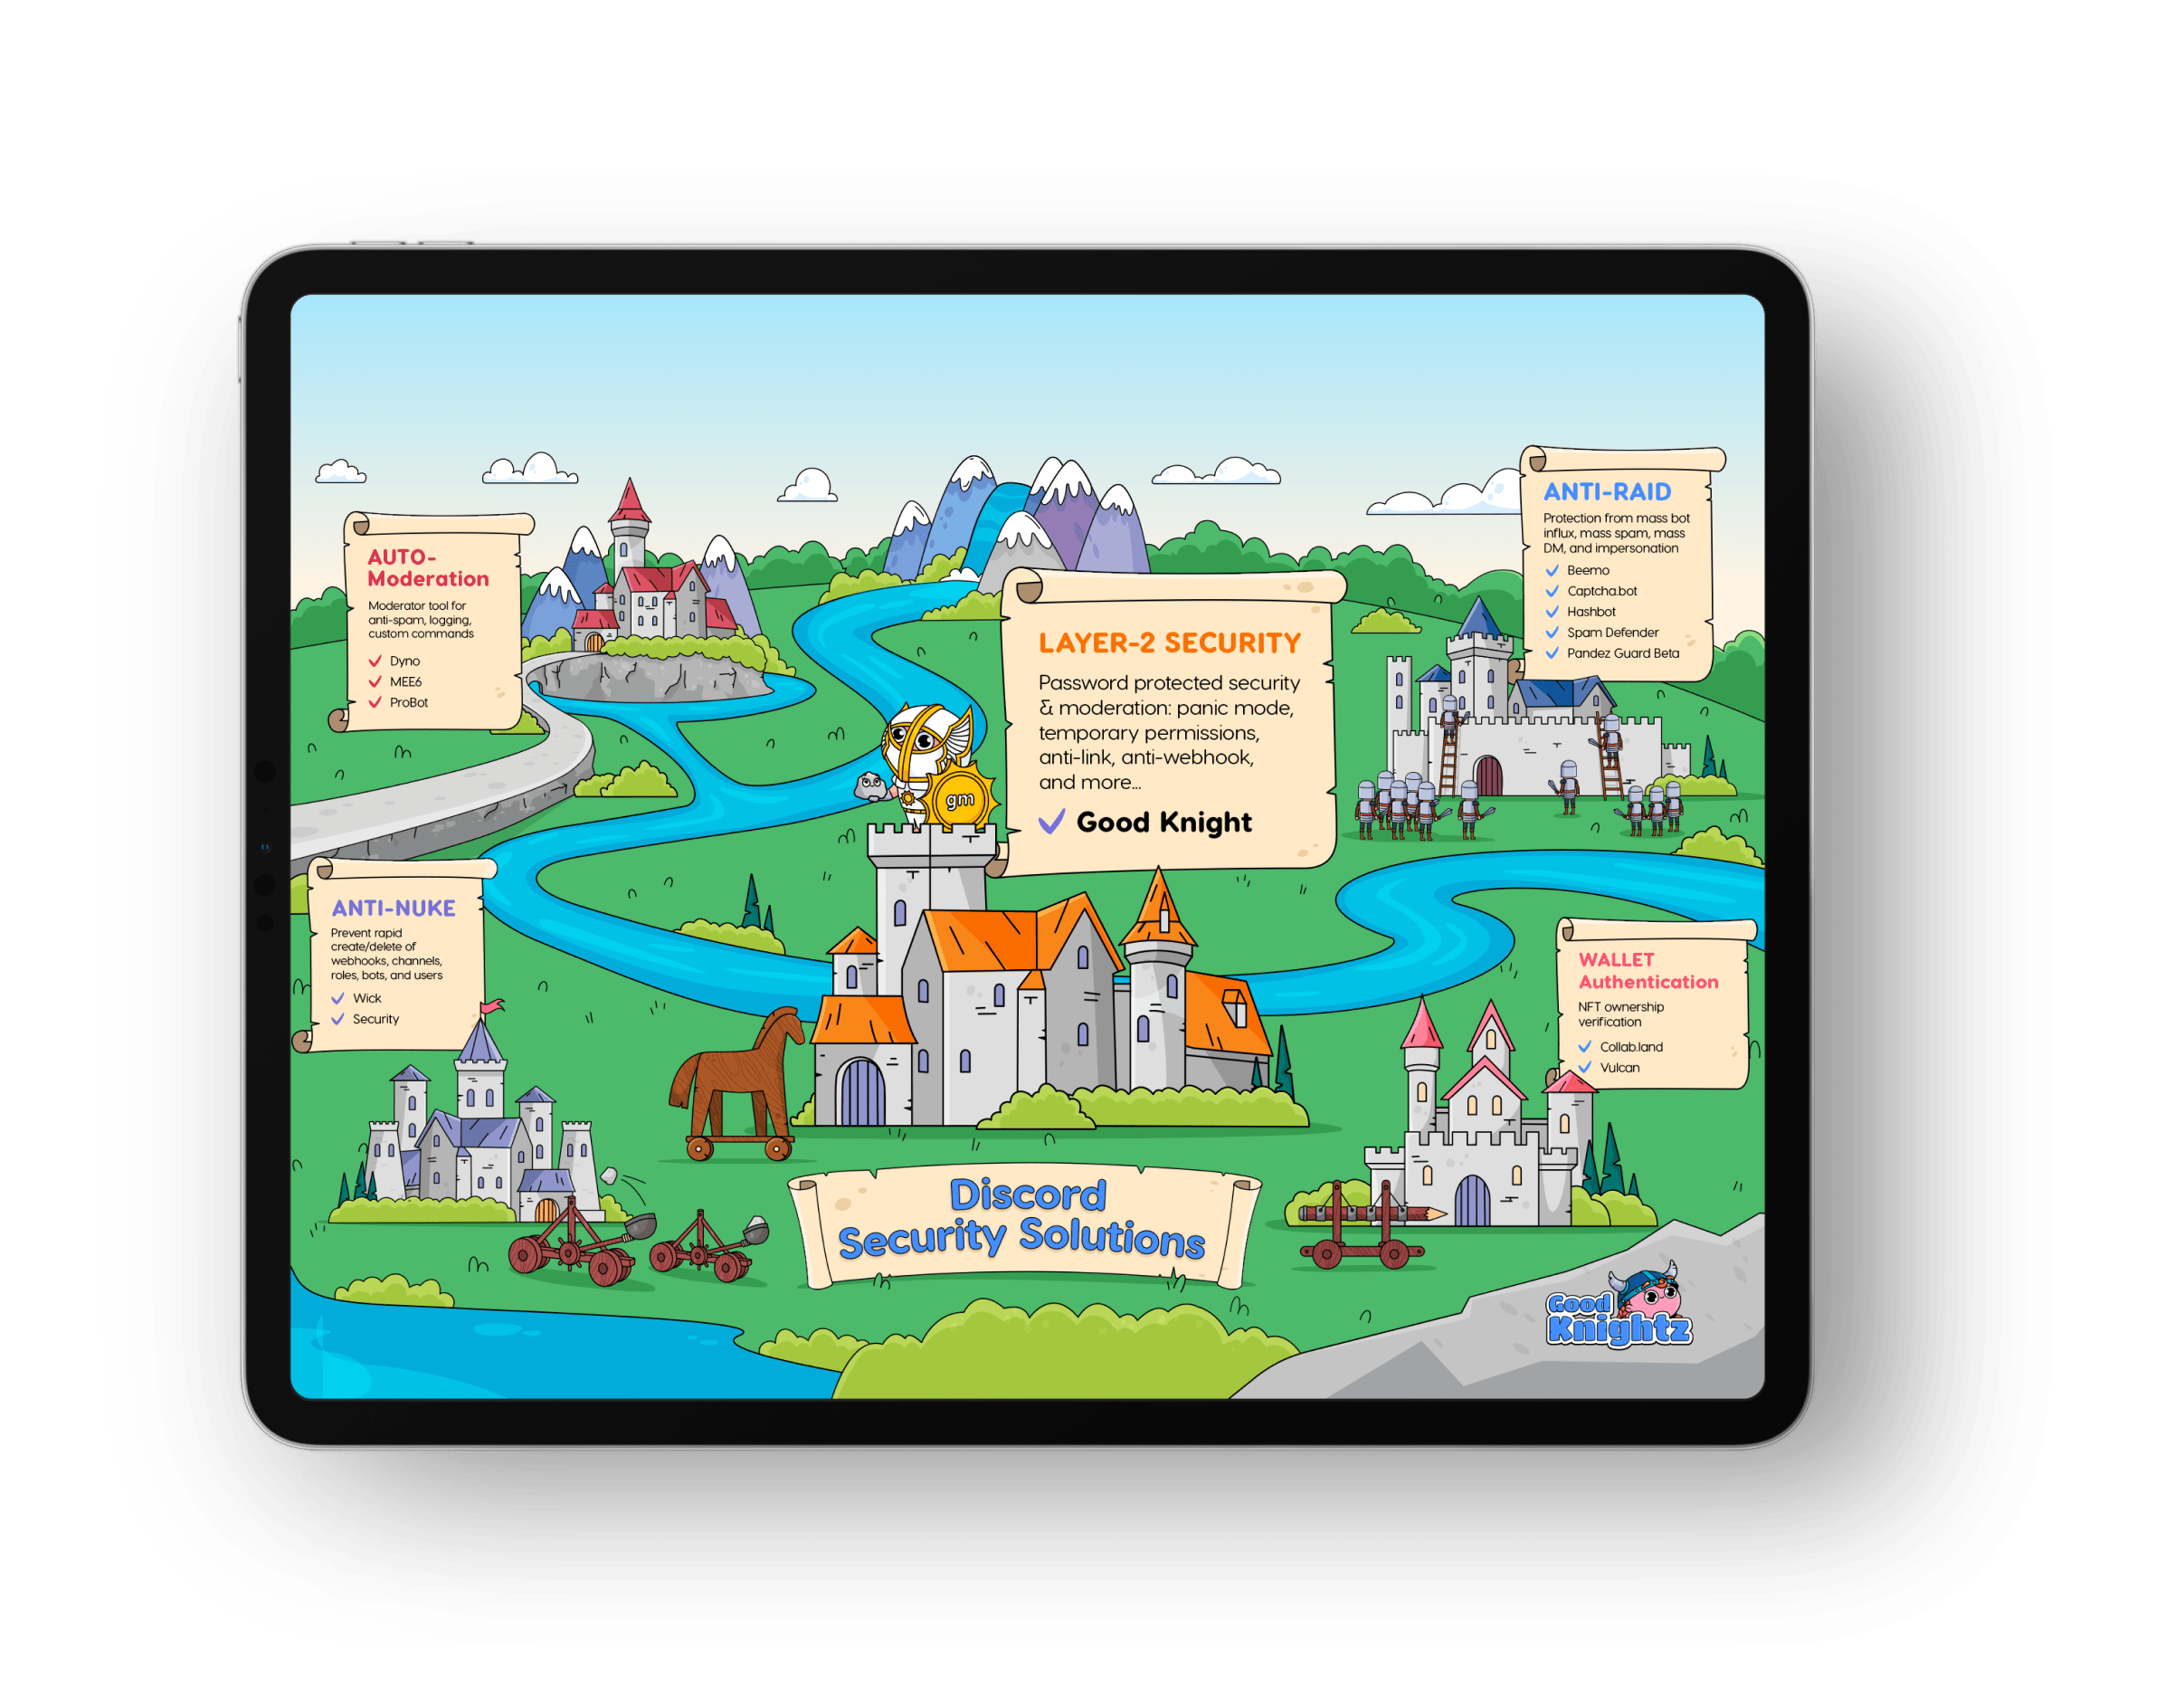 AUTO-
Moderation
Moderator tool for
anti-spam, logging,
custom commands
Dyno
MEE6
ProBot
LAYER-2 SECURITY
Password protected security
& moderation: panic mode,
temporary permissions,
anti-link, anti-webhook,
and more...
Good Knight
gm
ANTI-RAID
Protection from mass bot
influx, mass spam, mass
DM, and impersonation
Beemo
Captcha.bot
Hashbot
Spam Defender
Pandez Guard Beta
ANTI-NUKE
Prevent rapid
create/delete of
webhooks, channels,
roles, bots, and users
Wick
Security
WALLET
Authentication
NFT ownership
verification
Collab.land
Vulcan
Discord
Security Solutions
Good
Knightz